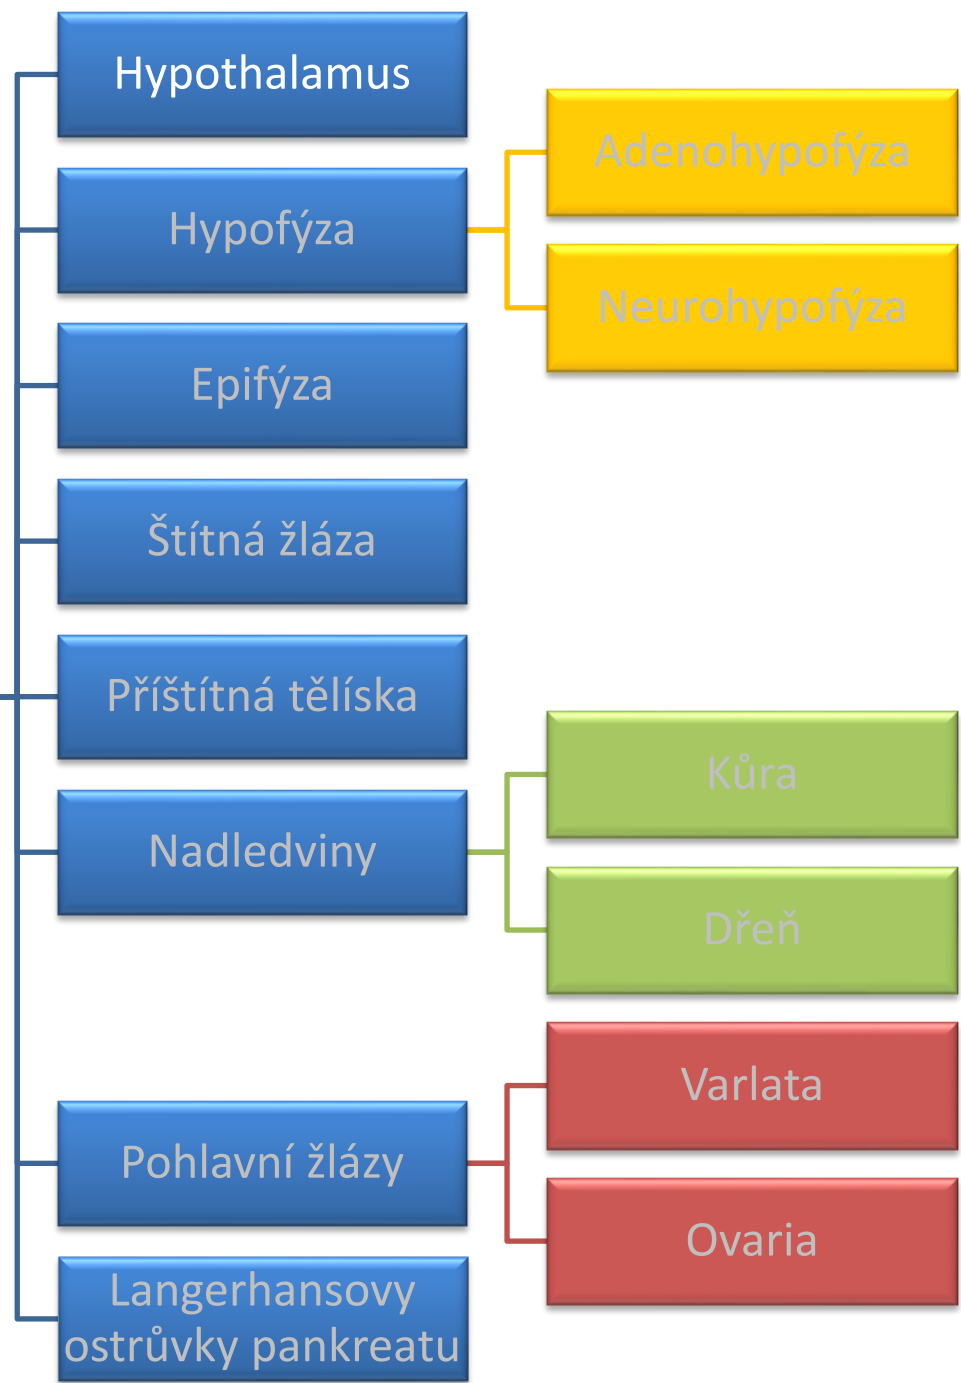 Hypothalamus
Hypofýza
Adenohypofýza
Neurohypofýza
Epifýza
Štítná žláza
Příštítná tělíska
Nadledviny
Kůra
Dřeň
Pohlavní žlázy
Varlata
Ovaria
Langerhansovy
ostrůvky pankreatu